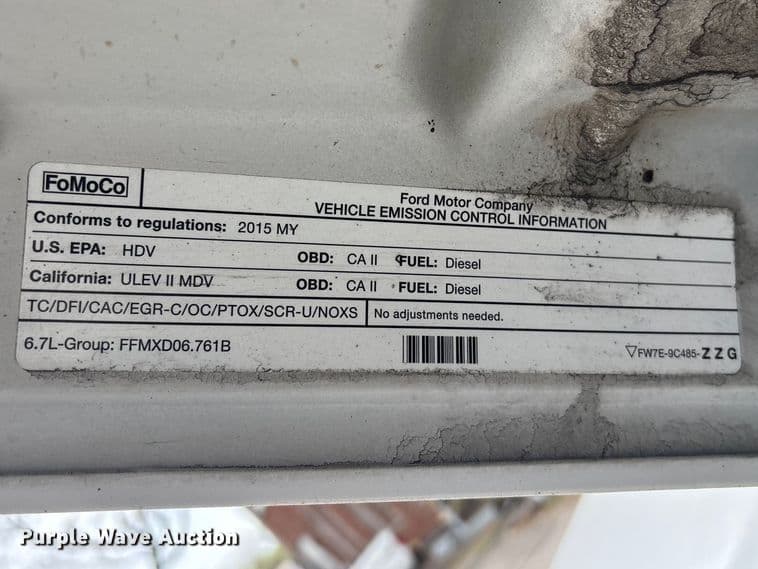 FoMoCo
Ford Motor Company
VEHICLE EMISSION CONTROL INFORMATION
Conforms to regulations: 2015 MY
U.S. EPA: HDV OBD: CA II FUEL: Diesel
California: ULEV II MDV OBD: CA II FUEL: Diesel
TC/DFI/CAC/EGR-C/OC/PTOX/SCR-U/NOXS No adjustments needed.
6.7L-Group: FFMXD06.761B ▽FW7E-9C485-ZZG
Purple Wave Auction